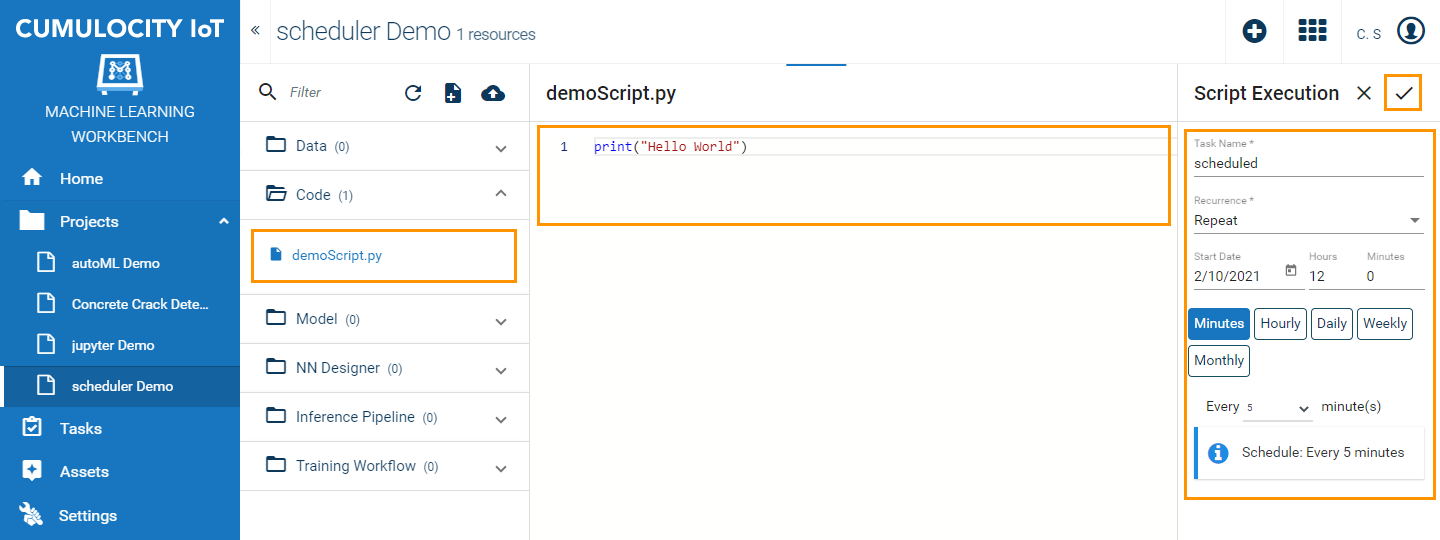 CUMULOCITY IoT
MACHINE LEARNING
WORKBENCH
Home
Projects
autoML Demo
Concrete Crack Dete...
jupyter Demo
scheduler Demo
Tasks
Assets
Settings
« scheduler Demo 1 resources
C. S
Filter
Data (0)
Code (1)
demoScript.py
Model (0)
NN Designer (0)
Inference Pipeline (0)
Training Workflow (0)
demoScript.py
1 print("Hello World")
Script Execution
Task Name *
scheduled
Recurrence *
Repeat
Start Date Hours Minutes
2/10/2021 12 0
Minutes Hourly Daily Weekly
Monthly
Every 5 minute(s)
Schedule: Every 5 minutes